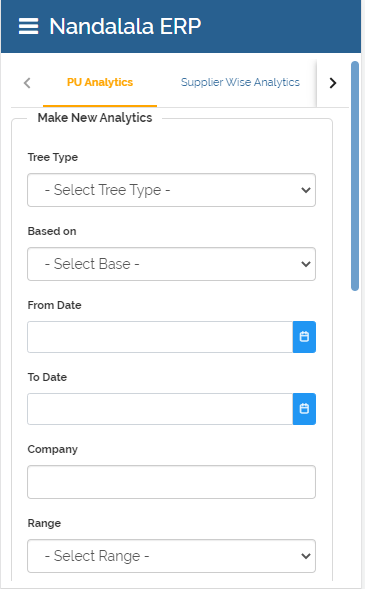 Nandalala ERP
PU Analytics Supplier Wise Analytics
Make New Analytics
Tree Type
- Select Tree Type -
Based on
- Select Base -
From Date
To Date
Company
Range
- Select Range -